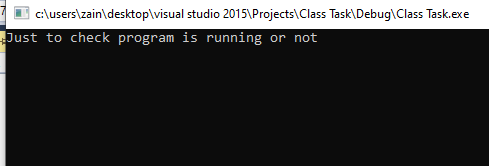 7
c:\users\zain\desktop\visual studio 2015\Projects\Class Task\Debug\Class Task.exe
Just to check program is running or not